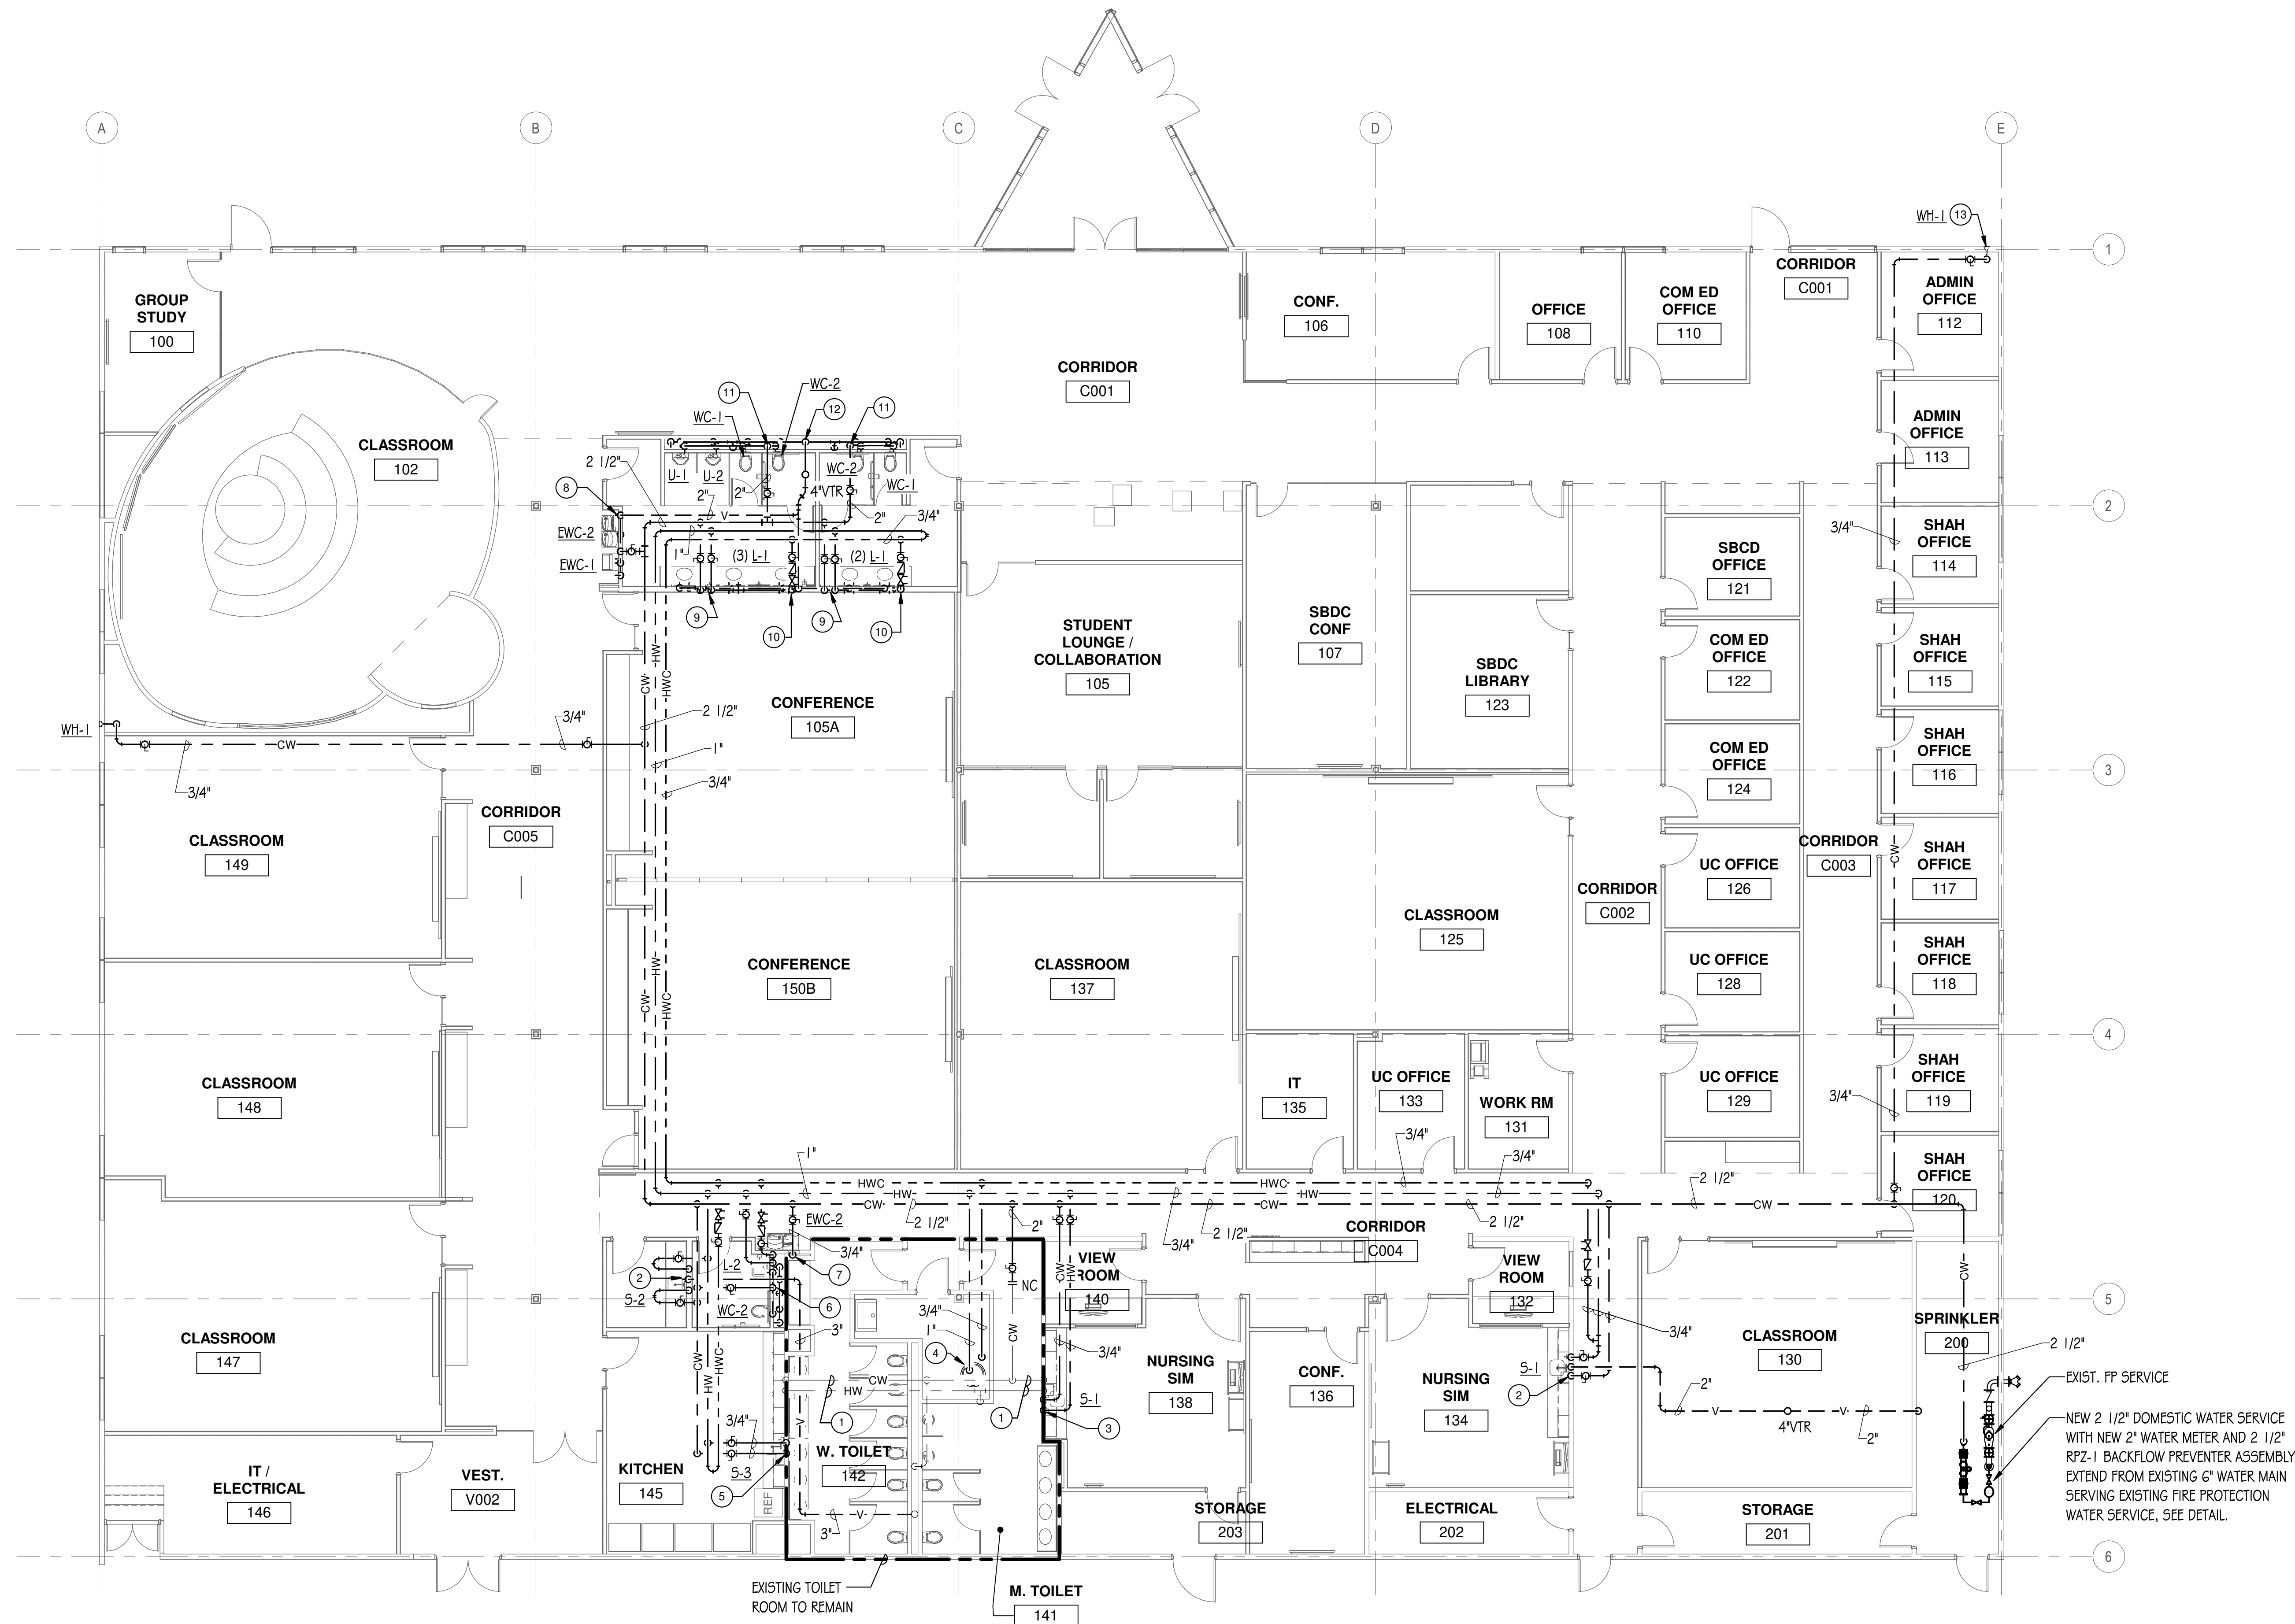 A
B
C
D
E
WH-1
13
1
GROUP
STUDY
100
CONF.
106
OFFICE
108
COM ED
OFFICE
110
CORRIDOR
C001
ADMIN
OFFICE
112
CORRIDOR
C001
ADMIN
OFFICE
113
CLASSROOM
102
11
WC-2
12
11
WC-1
2 1/2"
U-1
U-2
2"
WC-2
WC-1
2"
4"VTR
2"
8
V
3/4"
2
EWC-2
EWC-1
1"
(3) L-1
(2) L-1
9
10
9
10
3/4"
SHAH
OFFICE
114
SBCD
OFFICE
121
SBDC
CONF
107
STUDENT
LOUNGE /
COLLABORATION
105
SBDC
LIBRARY
123
COM ED
OFFICE
122
SHAH
OFFICE
115
CW
HW
HWC
CONFERENCE
105A
2 1/2"
1"
3/4"
WH-1
3/4"
CW
3/4"
COM ED
OFFICE
124
SHAH
OFFICE
116
3
CORRIDOR
C005
CLASSROOM
149
UC OFFICE
126
CORRIDOR
C003
CW
SHAH
OFFICE
117
CORRIDOR
C002
CLASSROOM
125
CONFERENCE
150B
CLASSROOM
137
UC OFFICE
128
SHAH
OFFICE
118
CW
HW
HWC
4
CLASSROOM
148
IT
135
UC OFFICE
133
WORK RM
131
UC OFFICE
129
SHAH
OFFICE
119
3/4"
1"
3/4"
3/4"
SHAH
OFFICE
120
HWC
HWC
HW
HW
CW
CW
CW
2 1/2"
EWC-2
2 1/2"
2"
2 1/2"
3/4"
2 1/2"
CORRIDOR
C004
3/4"
L-2
7
2
S-2
WC-2
6
NC
CW
HW
VIEW
ROOM
140
VIEW
ROOM
132
CW
5
3"
3/4"
1"
4
CW
3/4"
3/4"
CLASSROOM
130
SPRINKLER
200
2 1/2"
CLASSROOM
147
CW
HW
HWC
CW
HW
1
1
S-1
3
NURSING
SIM
138
CONF.
136
NURSING
SIM
134
S-1
2
2"
V
4"VTR
V
2"
EXIST. FP SERVICE
NEW 2 1/2" DOMESTIC WATER SERVICE
WITH NEW 2" WATER METER AND 2 1/2"
RPZ-1 BACKFLOW PREVENTER ASSEMBLY
EXTEND FROM EXISTING 6" WATER MAIN
SERVING EXISTING FIRE PROTECTION
WATER SERVICE, SEE DETAIL.
3/4"
V
W. TOILET
142
IT /
ELECTRICAL
146
VEST.
V002
KITCHEN
145
S-3
5
REF
V
3"
STORAGE
203
ELECTRICAL
202
STORAGE
201
6
EXISTING TOILET
ROOM TO REMAIN
M. TOILET
141